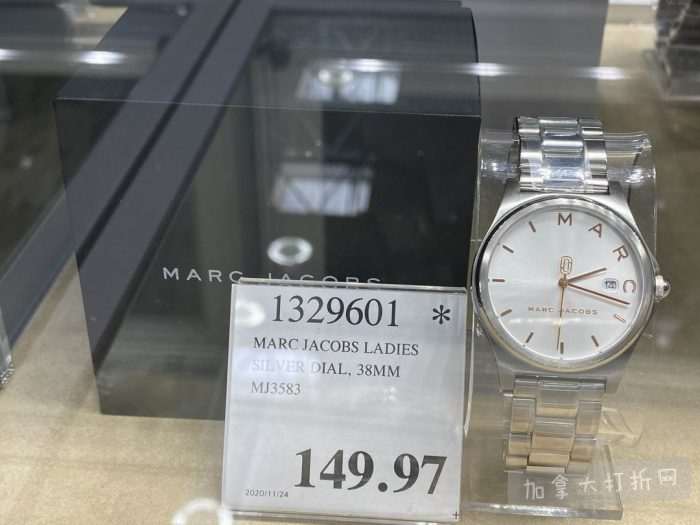 MARC JACOBS
1329601 *
MARC JACOBS LADIES
SILVER DIAL, 38MM
MJ3583
149.97
2020/11/24
MARC
MARC JACOBS
加拿大打折网